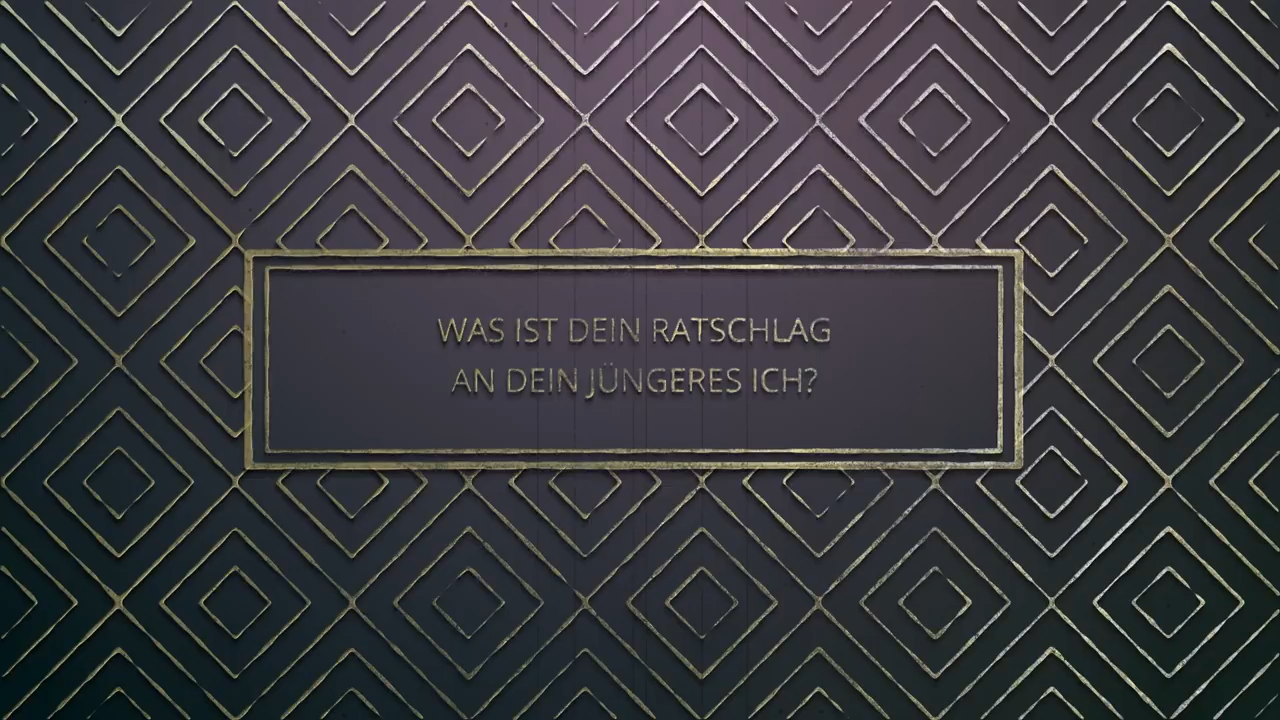 WAS IST DEIN RATSCHLAG
AN DEIN JÜNGERES ICH?